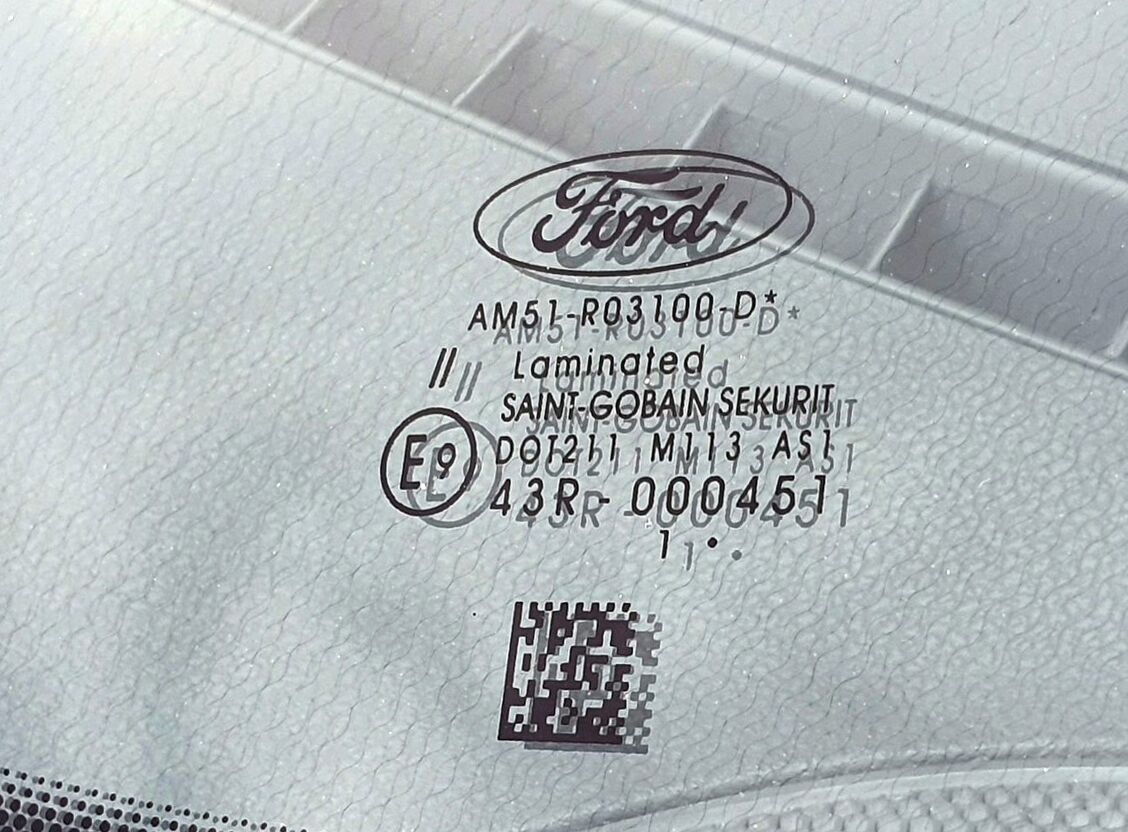 Ford
AM51-R03100-D*
// Laminated
SAINT-GOBAIN SEKURIT
E9 DOT211 M113 AS1
43R-000451
1 •